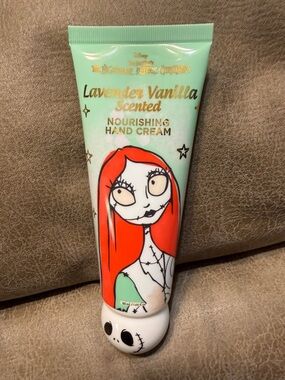 Disney
Lavender Vanilla
Scented
NOURISHING
HAND CREAM